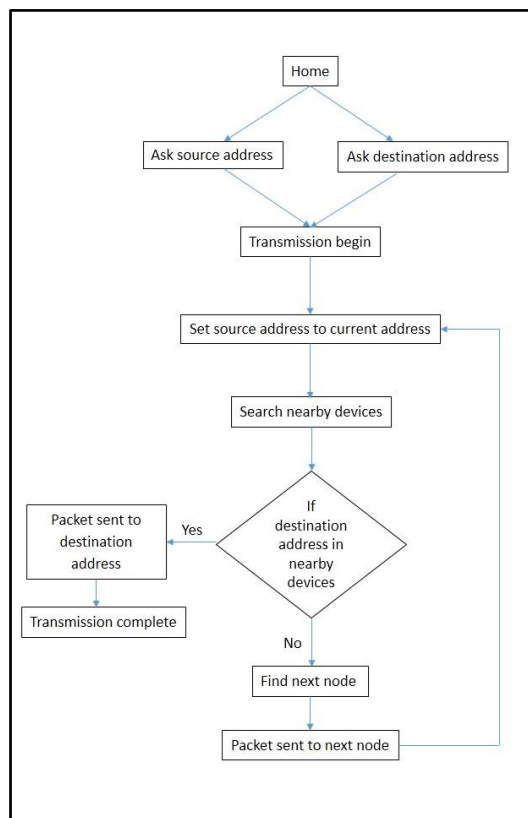 Home
Ask source address
Ask destination address
Transmission begin
Set source address to current address
Search nearby devices
If
destination
address in
nearby
devices
Yes
Packet sent to
destination
address
Transmission complete
No
Find next node
Packet sent to next node